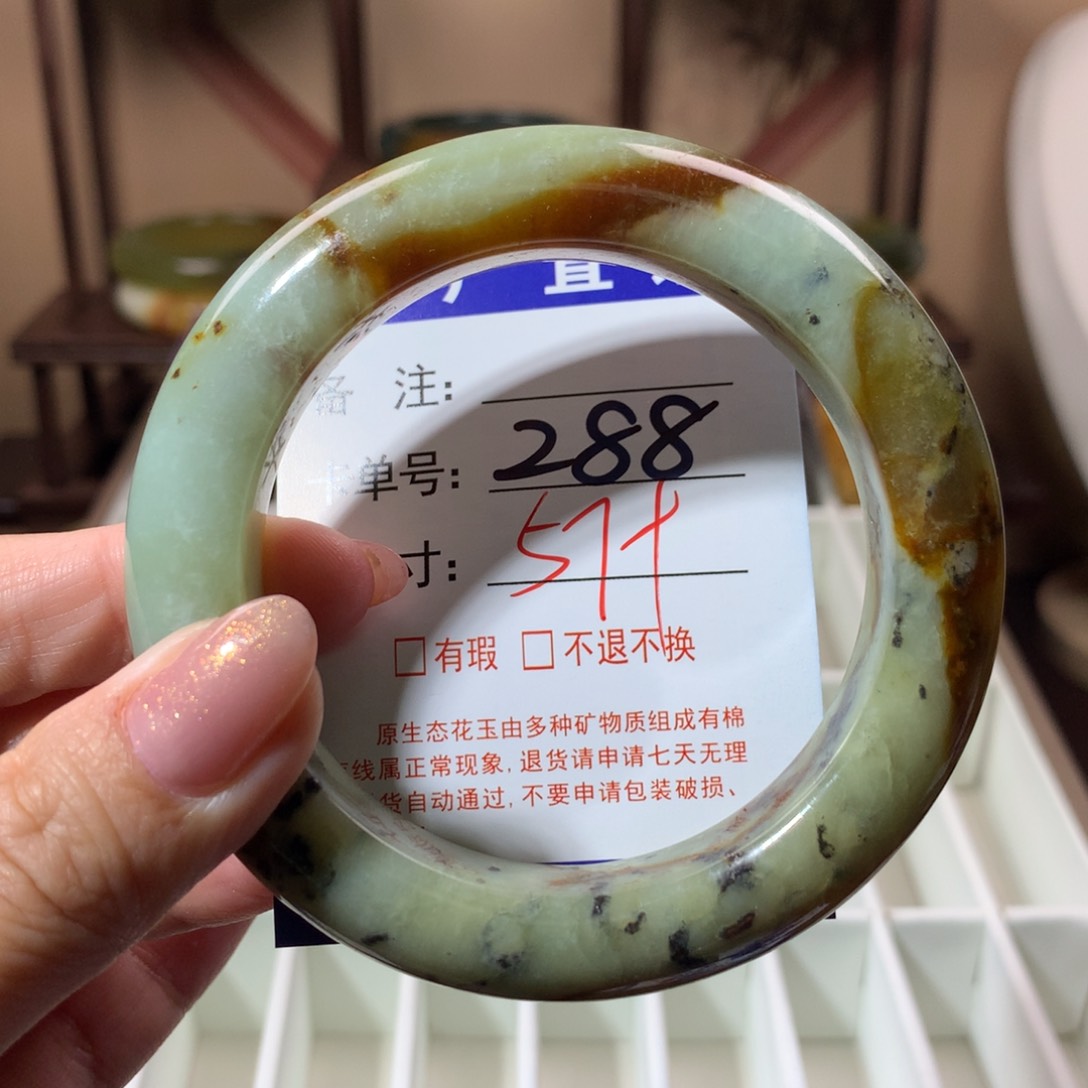 直
备 注:
单号: 288
寸: 57+
□有瑕 □不退不换
原生态花玉由多种矿物质组成有棉
线属正常现象,退货请申请七天无理
货自动通过,不要申请包装破损、